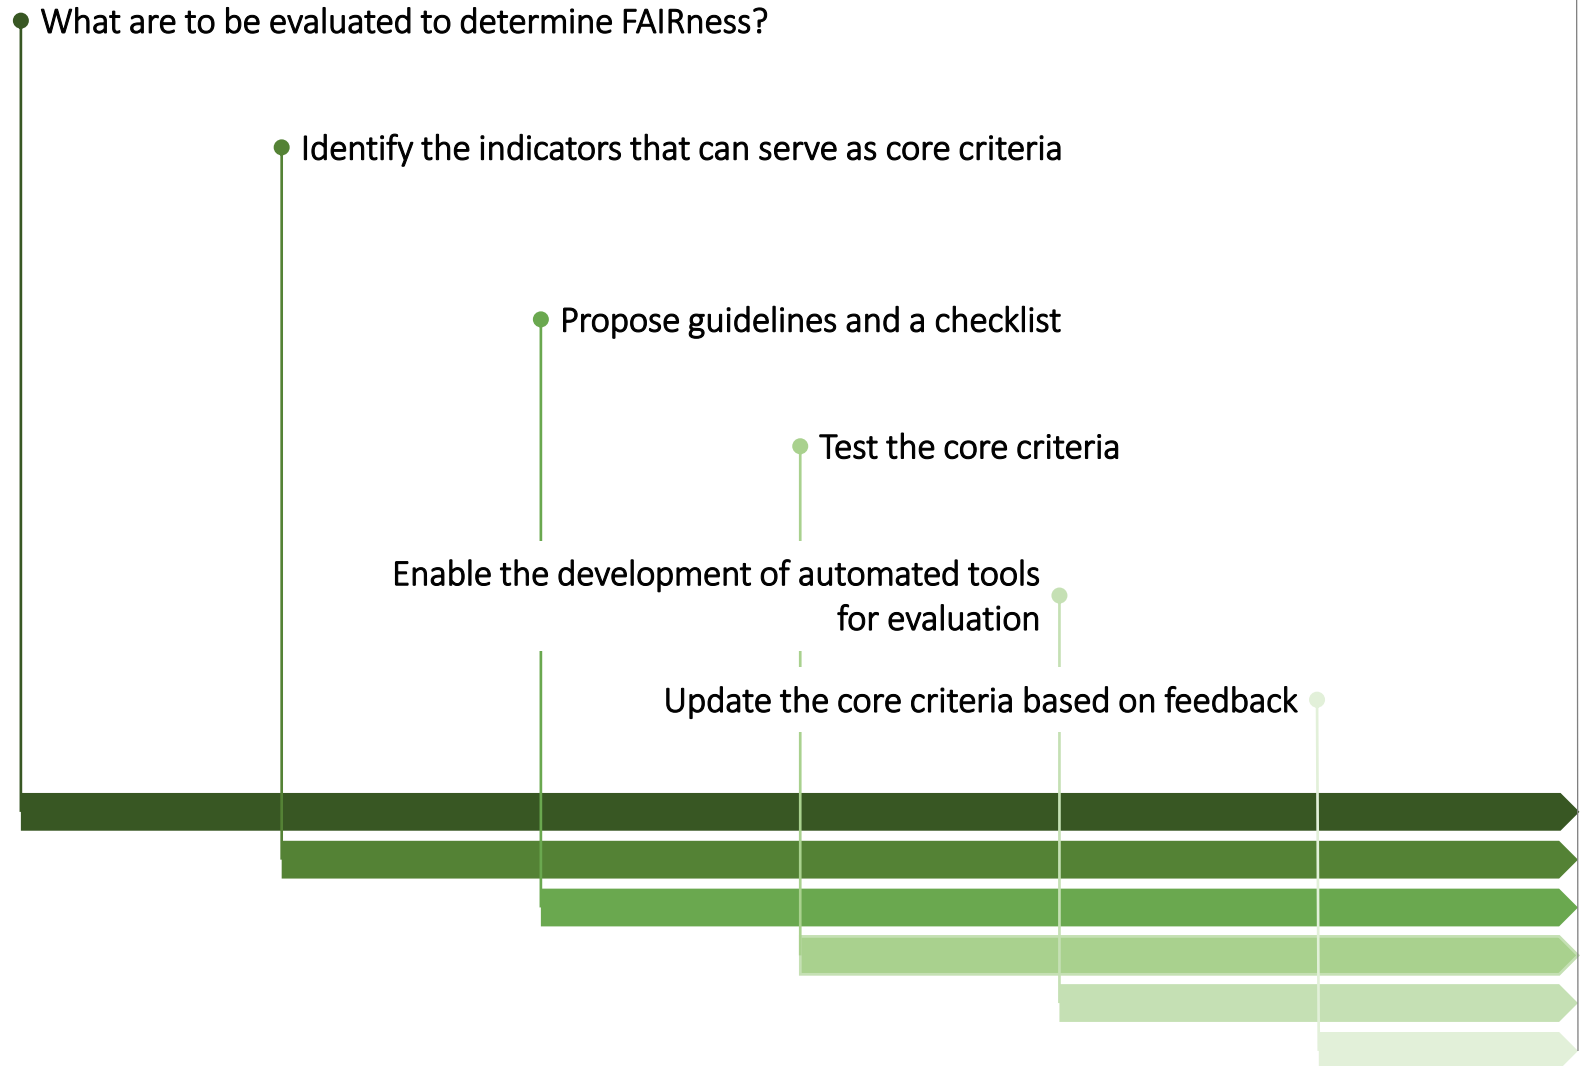 What are to be evaluated to determine FAIRness?
Identify the indicators that can serve as core criteria
Propose guidelines and a checklist
Test the core criteria
Enable the development of automated tools
for evaluation
Update the core criteria based on feedback